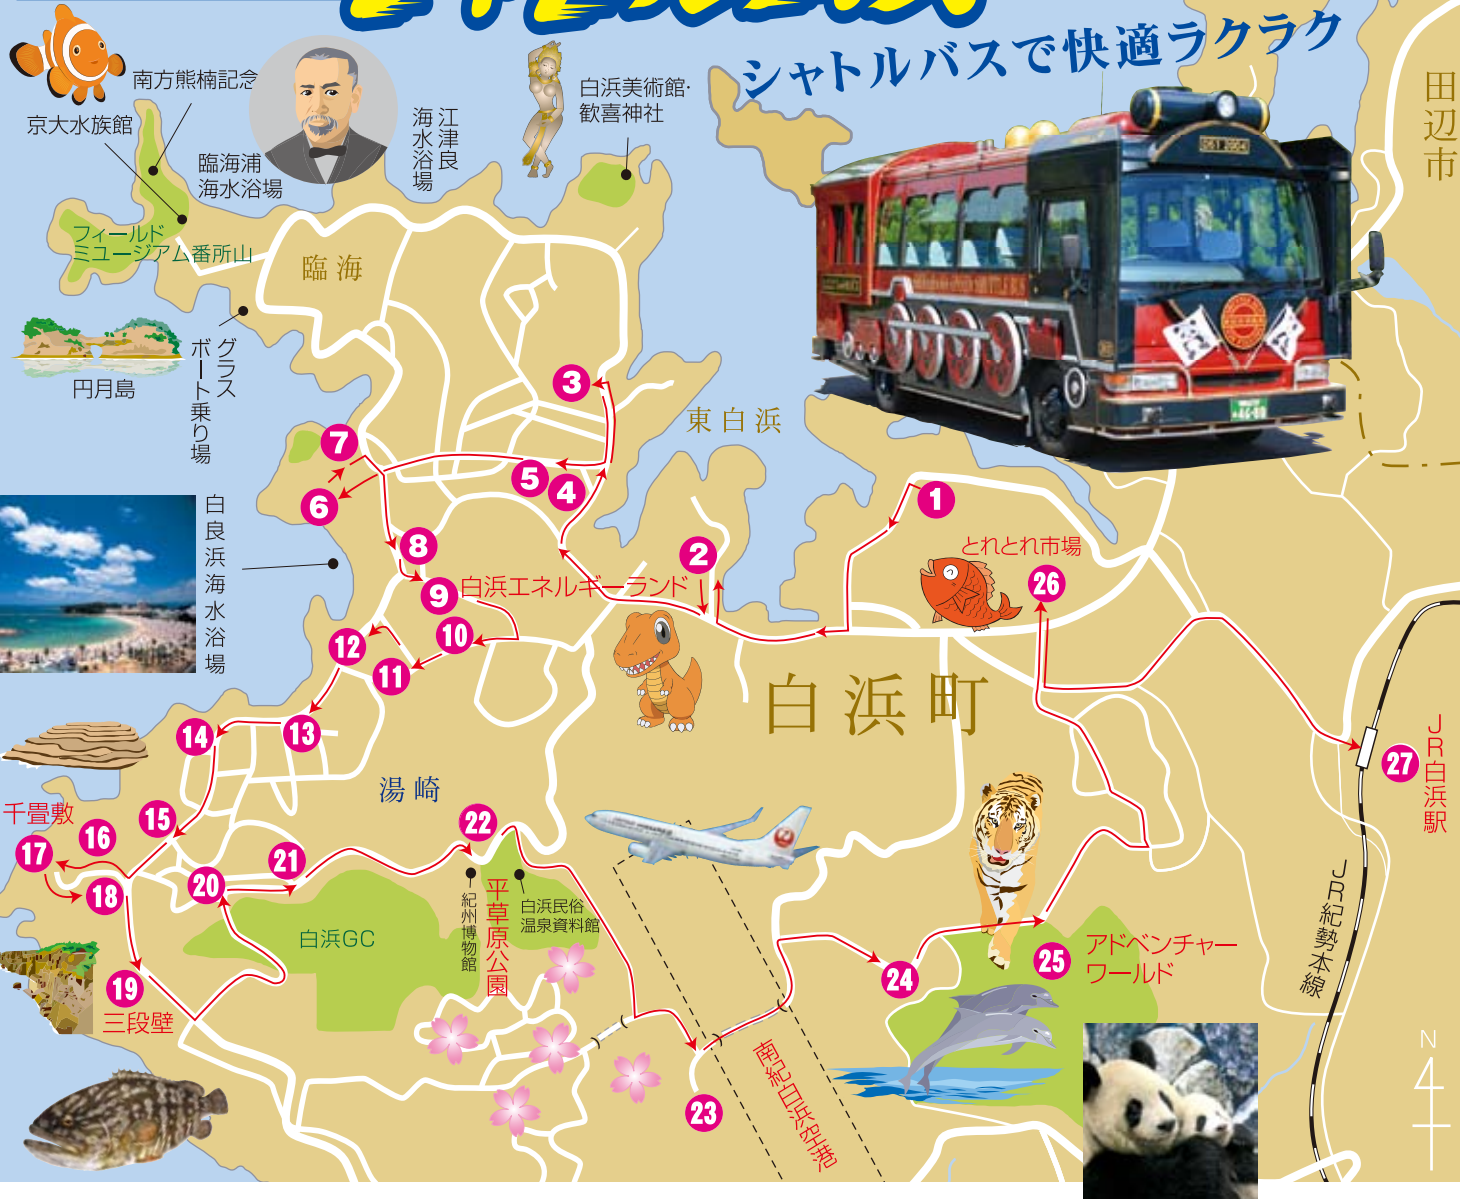 シャトルバスで快適ラクラク
南方熊楠記念
京大水族館
臨海浦
海水浴場
江津良
海水浴場
白浜美術館・
歓喜神社
田辺市
フィールド
ミュージアム番所山
臨海
円月島
グラス
ボート乗り場
東白浜
3
7
6
5
4
1
白良浜海水浴場
8
2
とれとれ市場
26
9
白浜エネルギーランド
10
12
11
白浜町
14
13
27
JR白浜駅
湯崎
千畳敷
15
16
17
18
22
21
20
白浜GC
紀州博物館
平草原公園
白浜民俗
温泉資料館
JR紀勢本線
25
アドベンチャー
ワールド
24
19
三段壁
23
南紀白浜空港
N